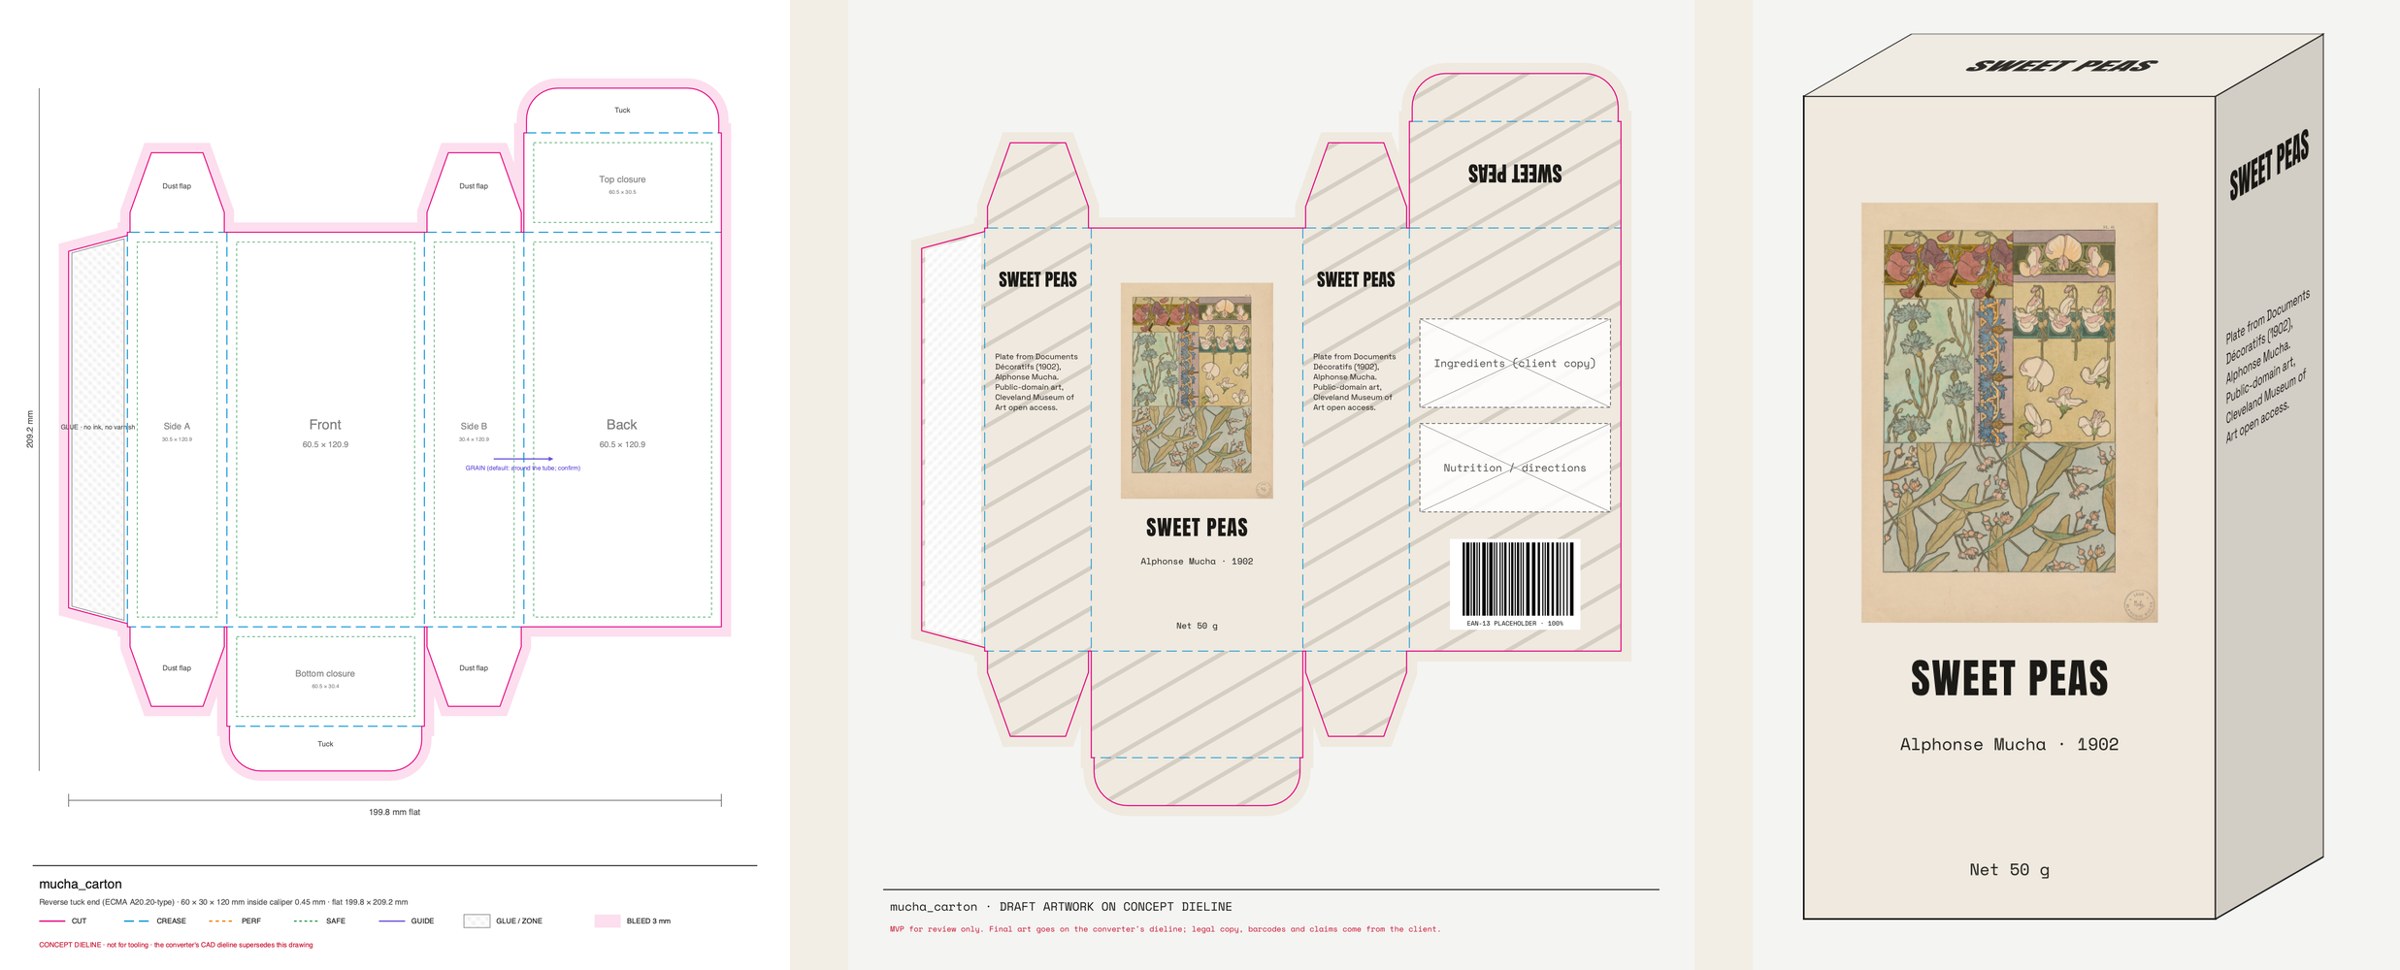 Tuck
Dust flap
Dust flap
Top closure
60.5 × 30.5
209.2 mm
GLUE · no ink, no varnish
Side A
30.5 × 120.9
Front
60.5 × 120.9
Side B
30.4 × 120.9
Back
60.5 × 120.9
GRAIN (default: around the tube; confirm)
Dust flap
Bottom closure
60.5 × 30.4
Dust flap
Tuck
199.8 mm flat
mucha_carton
Reverse tuck end (ECMA A20.20-type) · 60 × 30 × 120 mm inside caliper 0.45 mm · flat 199.8 × 209.2 mm
CUT
CREASE
PERF
SAFE
GUIDE
GLUE / ZONE
BLEED 3 mm
CONCEPT DIELINE · not for tooling · the converter's CAD dieline supersedes this drawing
SWEET PEAS
SWEET PEAS
Plate from Documents
Décoratifs (1902),
Alphonse Mucha.
Public-domain art,
Cleveland Museum of
Art open access.
SWEET PEAS
Alphonse Mucha · 1902
Net 50 g
SWEET PEAS
Plate from Documents
Décoratifs (1902),
Alphonse Mucha.
Public-domain art,
Cleveland Museum of
Art open access.
Ingredients (client copy)
Nutrition / directions
EAN-13 PLACEHOLDER · 100%
mucha_carton · DRAFT ARTWORK ON CONCEPT DIELINE
MVP for review only. Final art goes on the converter's dieline; legal copy, barcodes and claims come from the client.
SWEET PEAS
SWEET PEAS
Alphonse Mucha · 1902
Net 50 g
SWEET PEAS
Plate from Documents
Décoratifs (1902),
Alphonse Mucha.
Public-domain art,
Cleveland Museum of
Art open access.